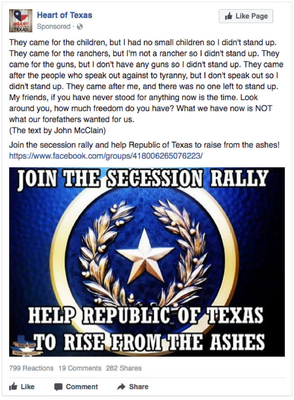 Heart of Texas
Sponsored
Like Page
They came for the children, but I had no small children so I didn't stand up.
They came for the ranchers, but I'm not a rancher so I didn't stand up. They
came for the guns, but I don't have any guns so I didn't stand up. They came
after the people who speak out against to tyranny, but I don't speak out so I
didn't stand up. They came after me, and there was no one left to stand up.
My friends, if you have never stood for anything now is the time. Look
around you, how much freedom do you have? What we have now is NOT
what our forefathers wanted for us.
(The text by John McClain)
Join the secession rally and help Republic of Texas to raise from the ashes!
https://www.facebook.com/groups/418006265076223/
JOIN THE SECESSION RALLY
HELP REPUBLIC OF TEXAS
TO RISE FROM THE ASHES
799 Reactions 19 Comments 282 Shares
Like Comment Share